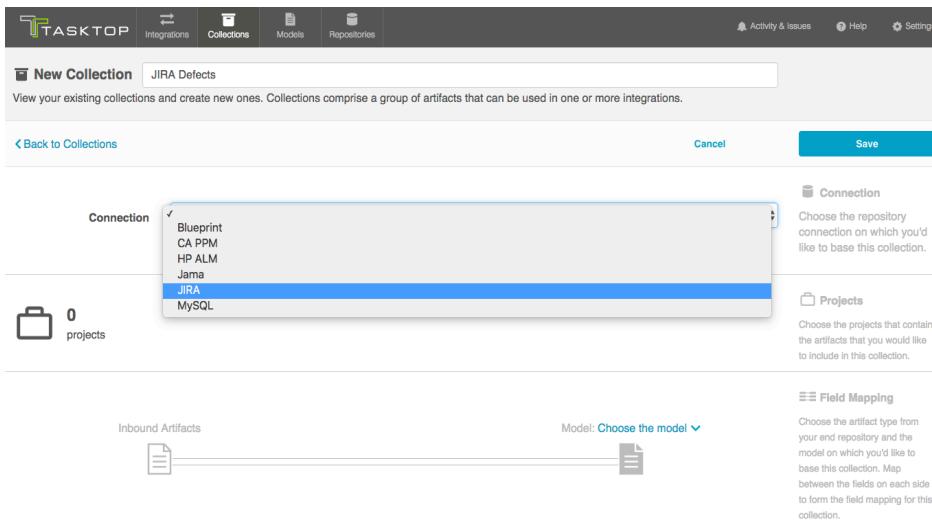 TASKTOP
Integrations
Collections
Models
Repositories
Activity & Issues
Help
Settings
New Collection
JIRA Defects
View your existing collections and create new ones. Collections comprise a group of artifacts that can be used in one or more integrations.
Back to Collections
Cancel
Save
Connection
Blueprint
CA PPM
HP ALM
Jama
JIRA
MySQL
Connection
Choose the repository
connection on which you'd
like to base this collection.
0
projects
Projects
Choose the projects that contain
the artifacts that you would like
to include in this collection.
Inbound Artifacts
Model: Choose the model
Field Mapping
Choose the artifact type from
your end repository and the
model on which you'd like to
base this collection. Map
between the fields on each side
to form the field mapping for this
collection.